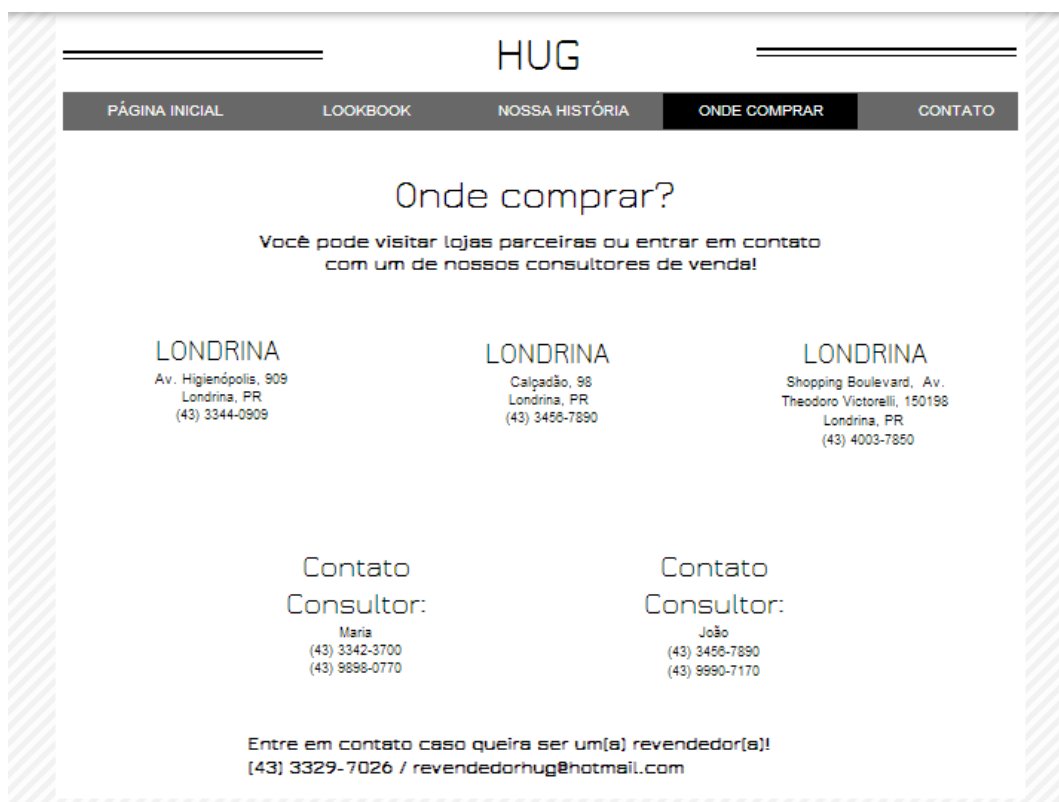 HUG
PÁGINA INICIAL LOOKBOOK NOSSA HISTÓRIA ONDE COMPRAR CONTATO
Onde comprar?
Você pode visitar lojas parceiras ou entrar em contato
com um de nossos consultores de venda!
LONDRINA
Av. Higienópolis, 909
Londrina, PR
(43) 3344-0909
LONDRINA
Calçadão, 98
Londrina, PR
(43) 3456-7890
LONDRINA
Shopping Boulevard, Av.
Theodoro Victorelli, 150198
Londrina, PR
(43) 4003-7850
Contato
Consultor:
Maria
(43) 3342-3700
(43) 9898-0770
Contato
Consultor:
João
(43) 3456-7890
(43) 9990-7170
Entre em contato caso queira ser um(a) revendedor(a)!
(43) 3329-7026 / revendedorhug@hotmail.com